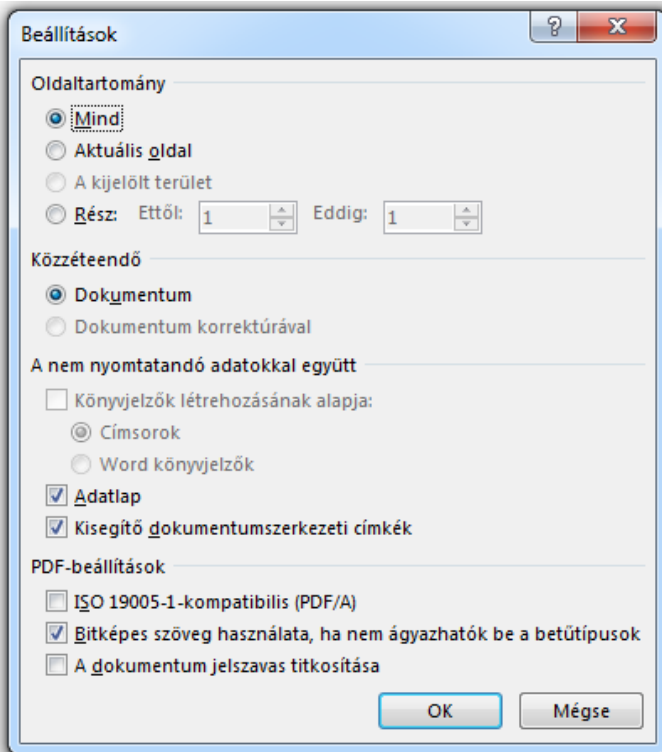 Beállítások
Oldaltartomány
Mind
Aktuális oldal
A kijelölt terület
Rész: Ettől: 1 Eddig: 1
Közzéteendő
Dokumentum
Dokumentum korrektúrával
A nem nyomtatandó adatokkal együtt
Könyvjelzők létrehozásának alapja:
Címsorok
Word könyvjelzők
Adatlap
Kisegítő dokumentumszerkezeti címkék
PDF-beállítások
ISO 19005-1-kompatibilis (PDF/A)
Bitképes szöveg használata, ha nem ágyazhatók be a betűtípusok
A dokumentum jelszavas titkosítása
OK Mégse